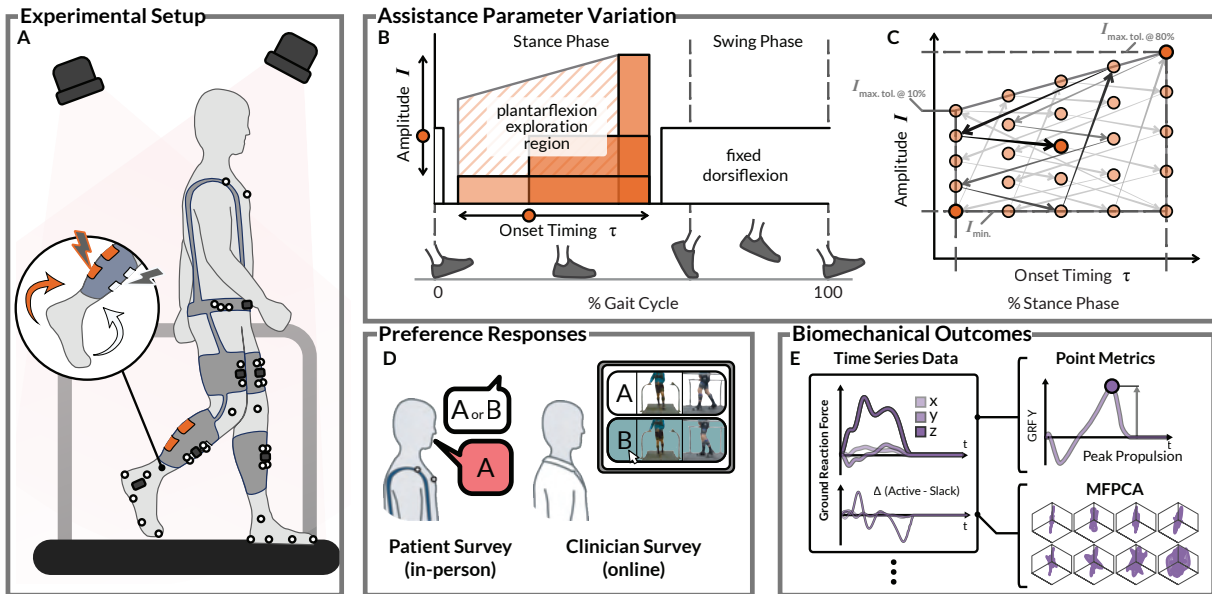 Experimental Setup
A
Assistance Parameter Variation
B
Stance Phase
Swing Phase
Amplitude I
plantarflexion
exploration
region
fixed
dorsiflexion
Onset Timing τ
0
% Gait Cycle
100
C
I max. tol. @ 80%
I max. tol. @ 10%
Amplitude I
I min.
Onset Timing τ
% Stance Phase
Preference Responses
D
A or B
A
A
B
Patient Survey
(in-person)
Clinician Survey
(online)
Biomechanical Outcomes
E
Time Series Data
Ground Reaction Force
x
y
z
t
Δ (Active - Slack)
t
Point Metrics
GRF Y
t
Peak Propulsion
MFPCA